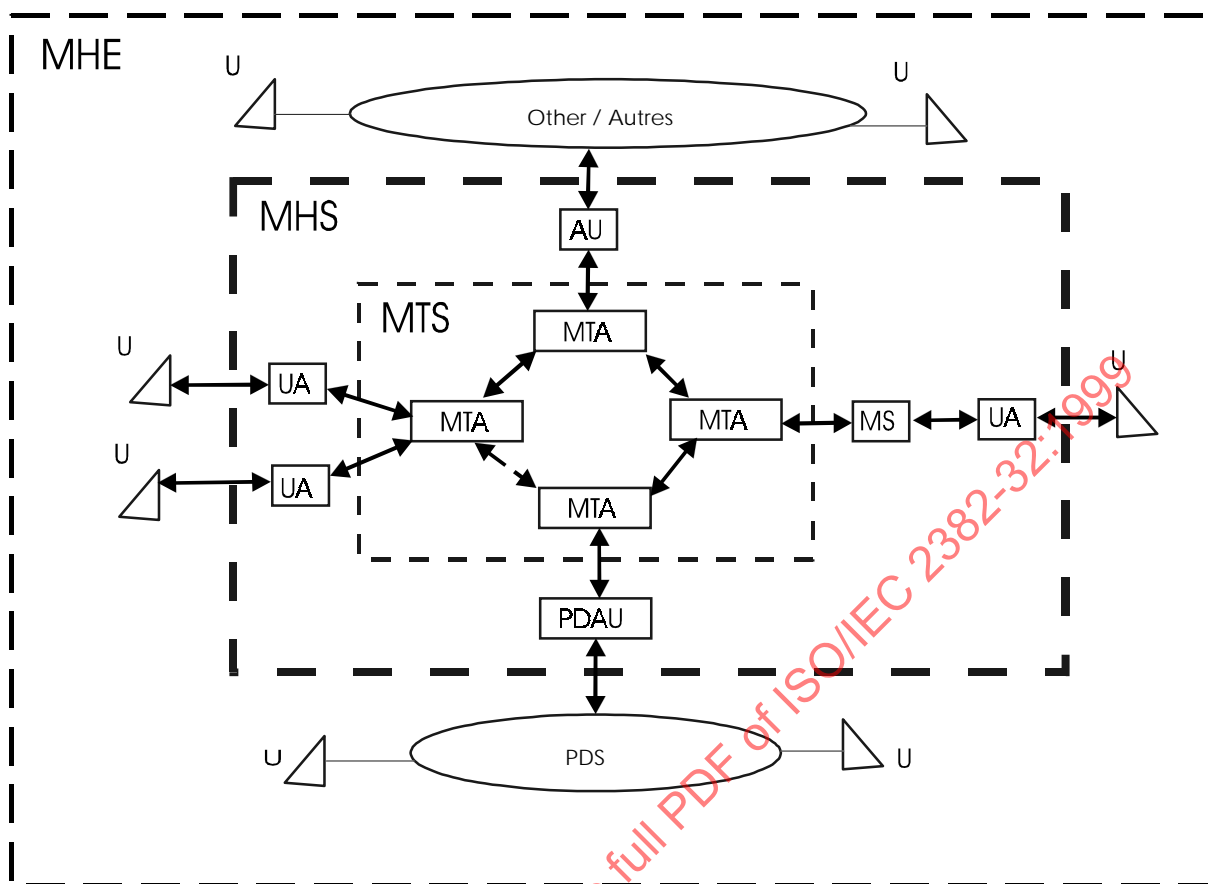 MHE
U
U
Other / Autres
MHS
AU
MTS
MTA
U
UA
MTA
MTA
MS
UA
U
U
UA
MTA
PDAU
U
PDS
U
full PDF of ISO/IEC 2382-32:1999